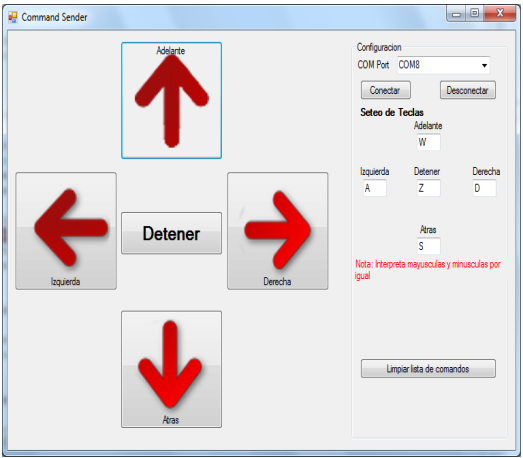 Command Sender
Adelante
Izquierda
Detener
Derecha
Atras
Configuracion
COM Port COM8
Conectar Desconectar
Seteo de Teclas
Adelante
W
Izquierda Detener Derecha
A Z D
Atras
S
Nota: Interpreta mayusculas y minusculas por
igual
Limpiar lista de comandos